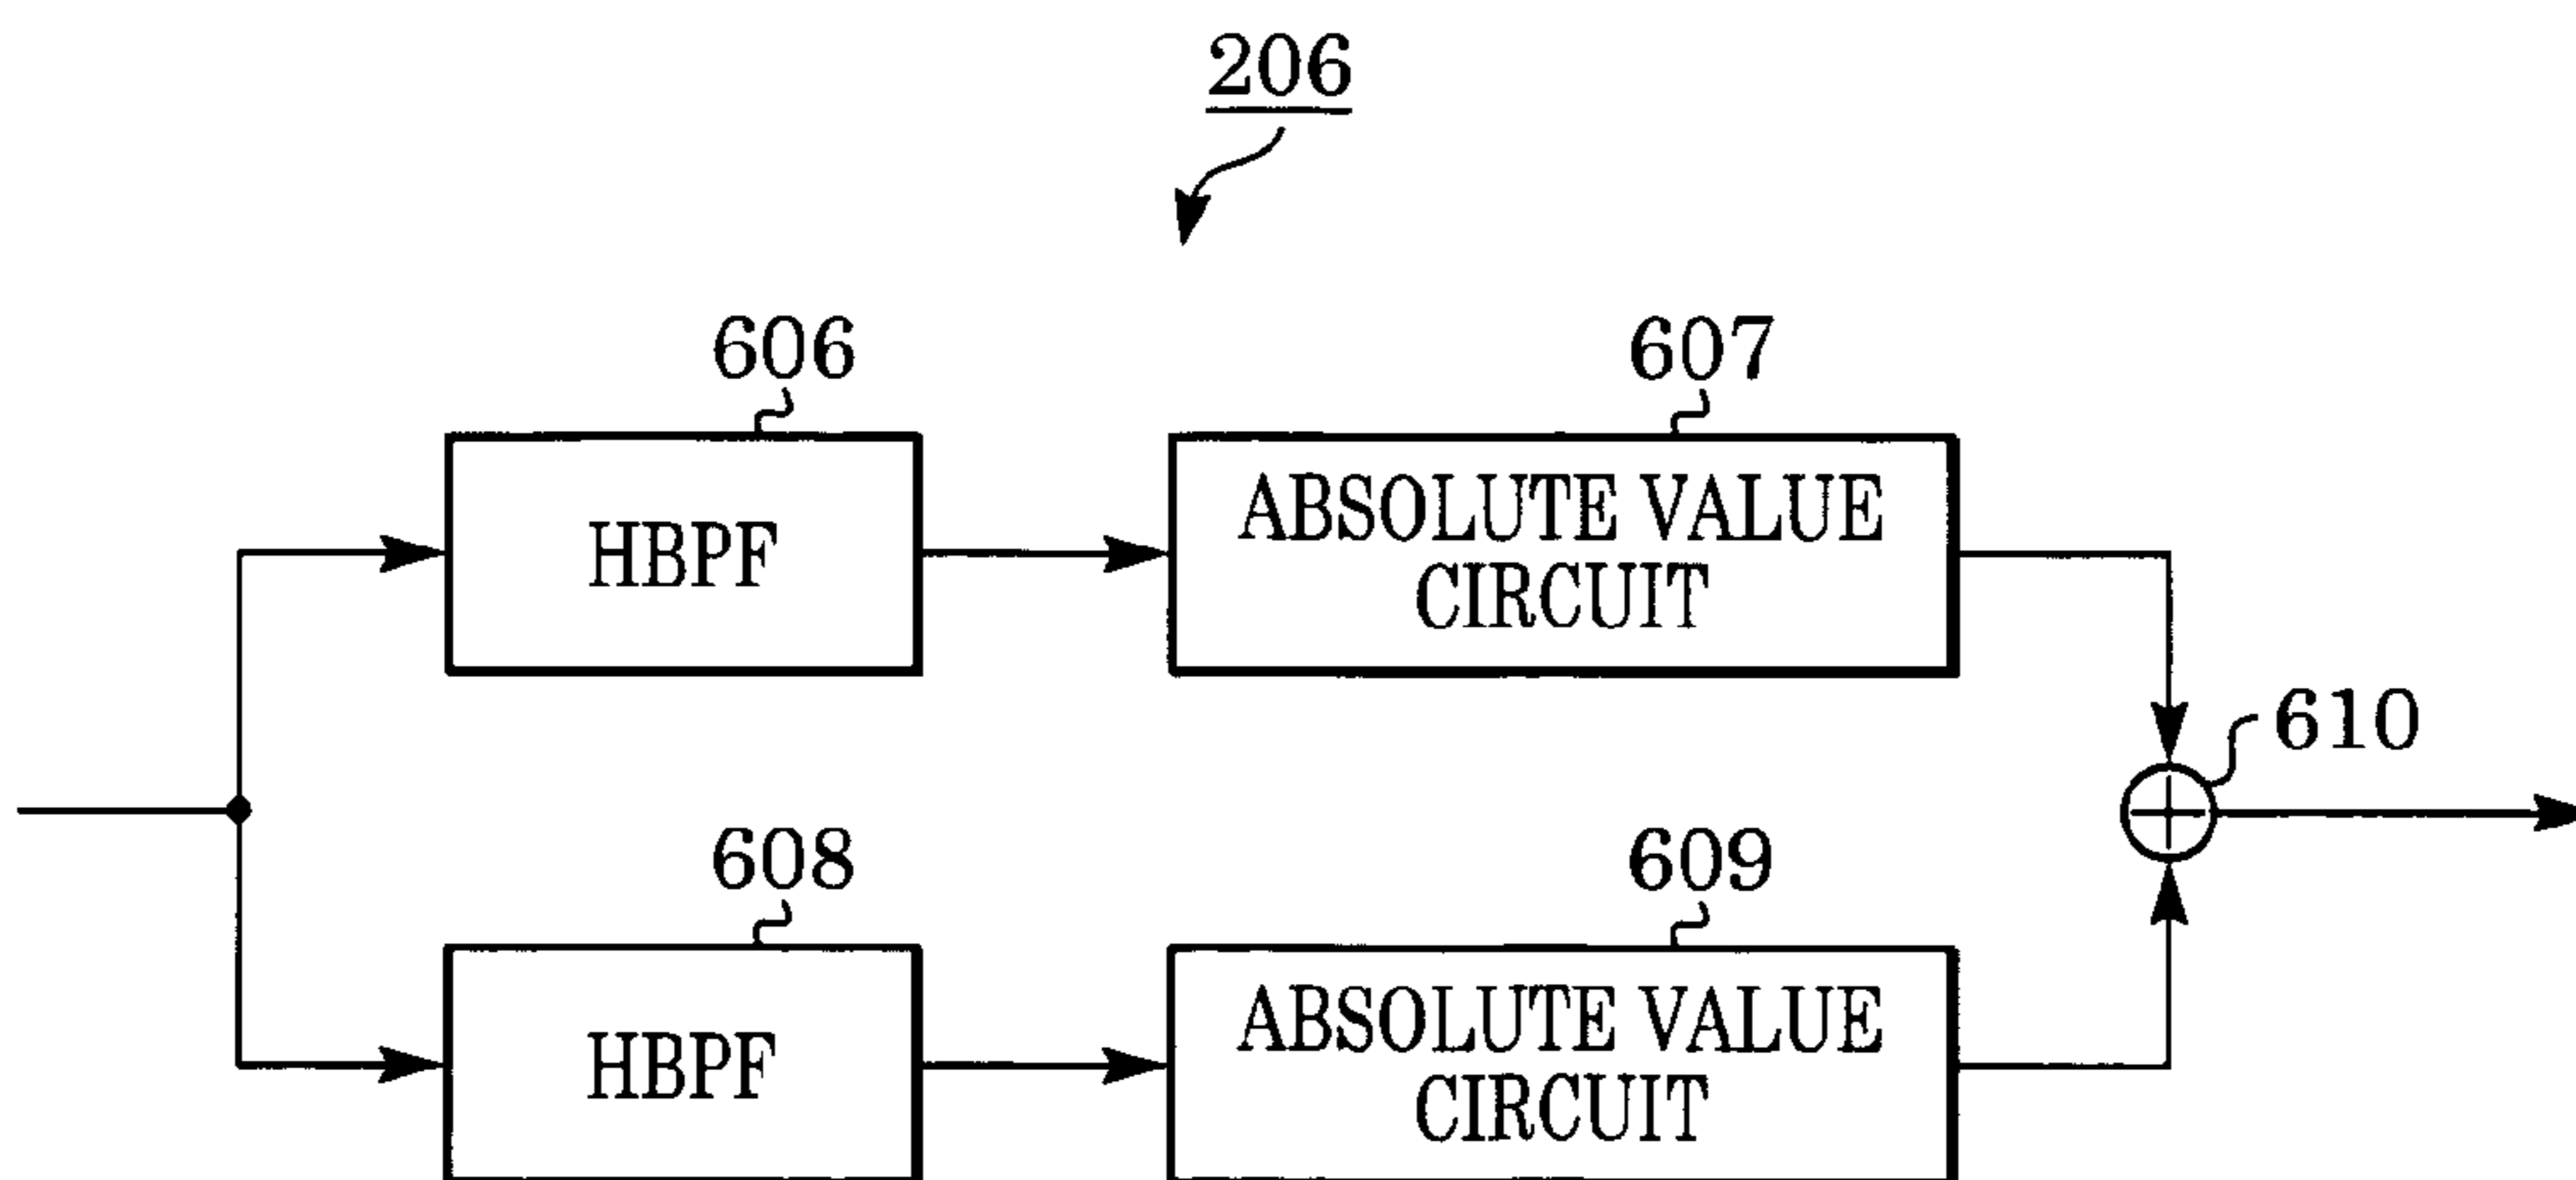 206
606
607
HBPF
ABSOLUTE VALUE
CIRCUIT
610
608
609
HBPF
ABSOLUTE VALUE
CIRCUIT